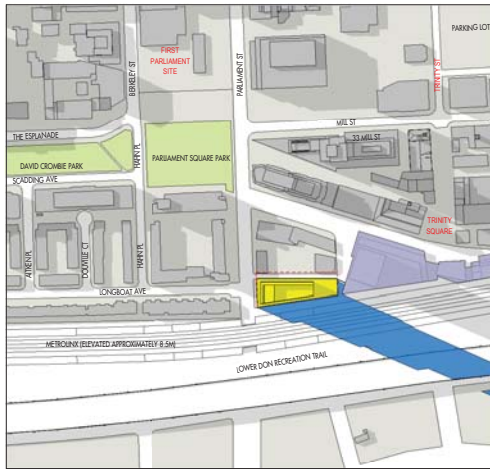 PARKING LOT
FIRST
PARLIAMENT
SITE
BERKELEY ST
PARLIAMENT ST
TRINITY ST
MILL ST
THE ESPLANADE
33 MILL ST
HAHN PL
PARLIAMENT SQUARE PARK
DAVID CROMBIE PARK
SCADDING AVE
TRINITY
SQUARE
AITKEN PL
DOUVILLE CT
HAHN PL
LONGBOAT AVE
METROLINX (ELEVATED APPROXIMATELY 8.5M)
LOWER DON RECREATION TRAIL